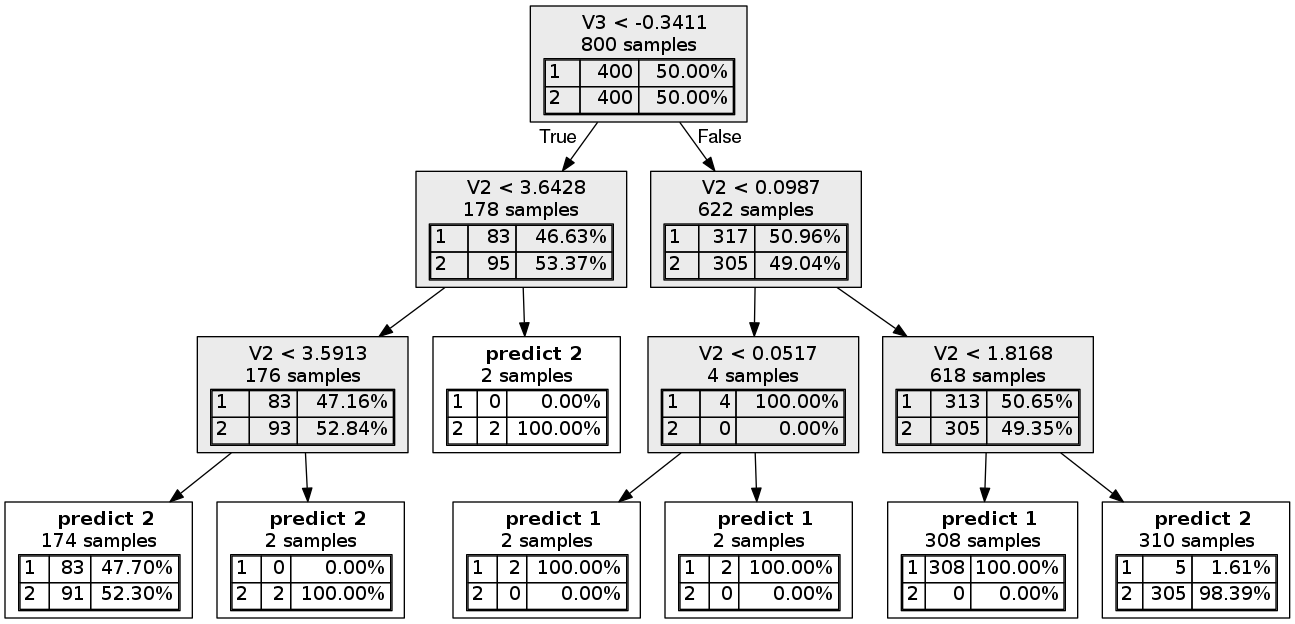 V3 < -0.3411
800 samples
1 400 50.00%
2 400 50.00%
True False
V2 < 3.6428
178 samples
1 83 46.63%
2 95 53.37%
V2 < 0.0987
622 samples
1 317 50.96%
2 305 49.04%
V2 < 3.5913
176 samples
1 83 47.16%
2 93 52.84%
predict 2
2 samples
1 0 0.00%
2 2 100.00%
V2 < 0.0517
4 samples
1 4 100.00%
2 0 0.00%
V2 < 1.8168
618 samples
1 313 50.65%
2 305 49.35%
predict 2
174 samples
1 83 47.70%
2 91 52.30%
predict 2
2 samples
1 0 0.00%
2 2 100.00%
predict 1
2 samples
1 2 100.00%
2 0 0.00%
predict 1
2 samples
1 2 100.00%
2 0 0.00%
predict 1
308 samples
1 308 100.00%
2 0 0.00%
predict 2
310 samples
1 5 1.61%
2 305 98.39%